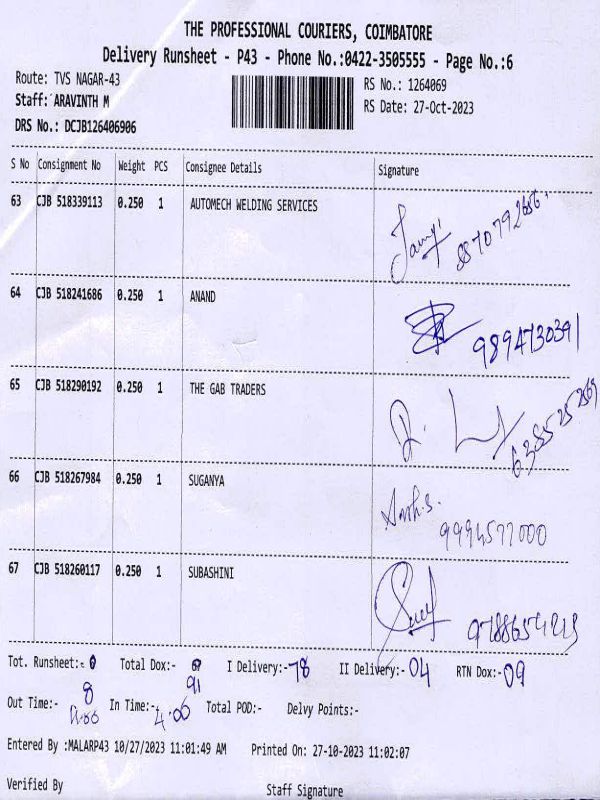 THE PROFESSIONAL COURIERS, COIMBATORE
Delivery Runsheet - P43 - Phone No.:0422-3505555 - Page No.:6
Route: TVS NAGAR-43 RS No.: 1264069
Staff: ARAVINTH M RS Date: 27-Oct-2023
DRS No.: DCJB126406906
S No Consignment No Weight PCS Consignee Details Signature
63 CJB 518339113 0.250 1 AUTOMECH WELDING SERVICES
64 CJB 518241686 0.250 1 ANAND
9894730391
65 CJB 518290192 0.250 1 THE GAB TRADERS
66 CJB 518267984 0.250 1 SUGANYA
9994577000
67 CJB 518260117 0.250 1 SUBASHINI
Tot. Runsheet:- Total Dox:- 91 I Delivery:- 78 II Delivery:- 04 RTN Dox:- 09
Out Time:- 8 In Time:- 4.00 Total POD:- Delvy Points:-
Entered By :MALARP43 10/27/2023 11:01:49 AM Printed On: 27-10-2023 11:02:07
Verified By Staff Signature